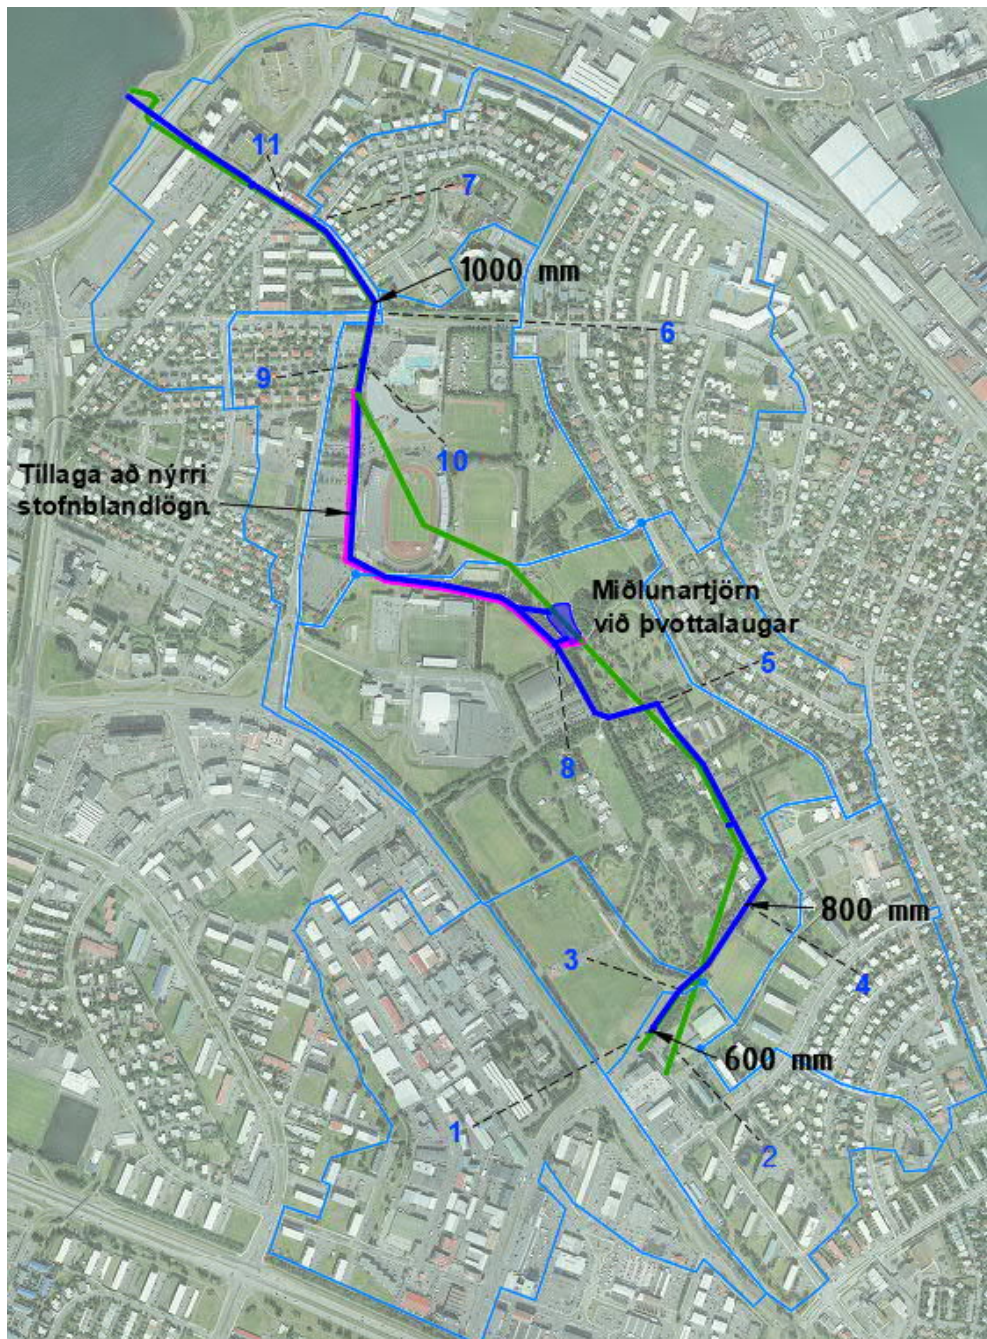 11
7
1000 mm
6
9
10
Tillaga að nýrri
stofnblandlögn
Miðlunartjörn
við þvottalaugar
5
8
800 mm
3
4
600 mm
1
2